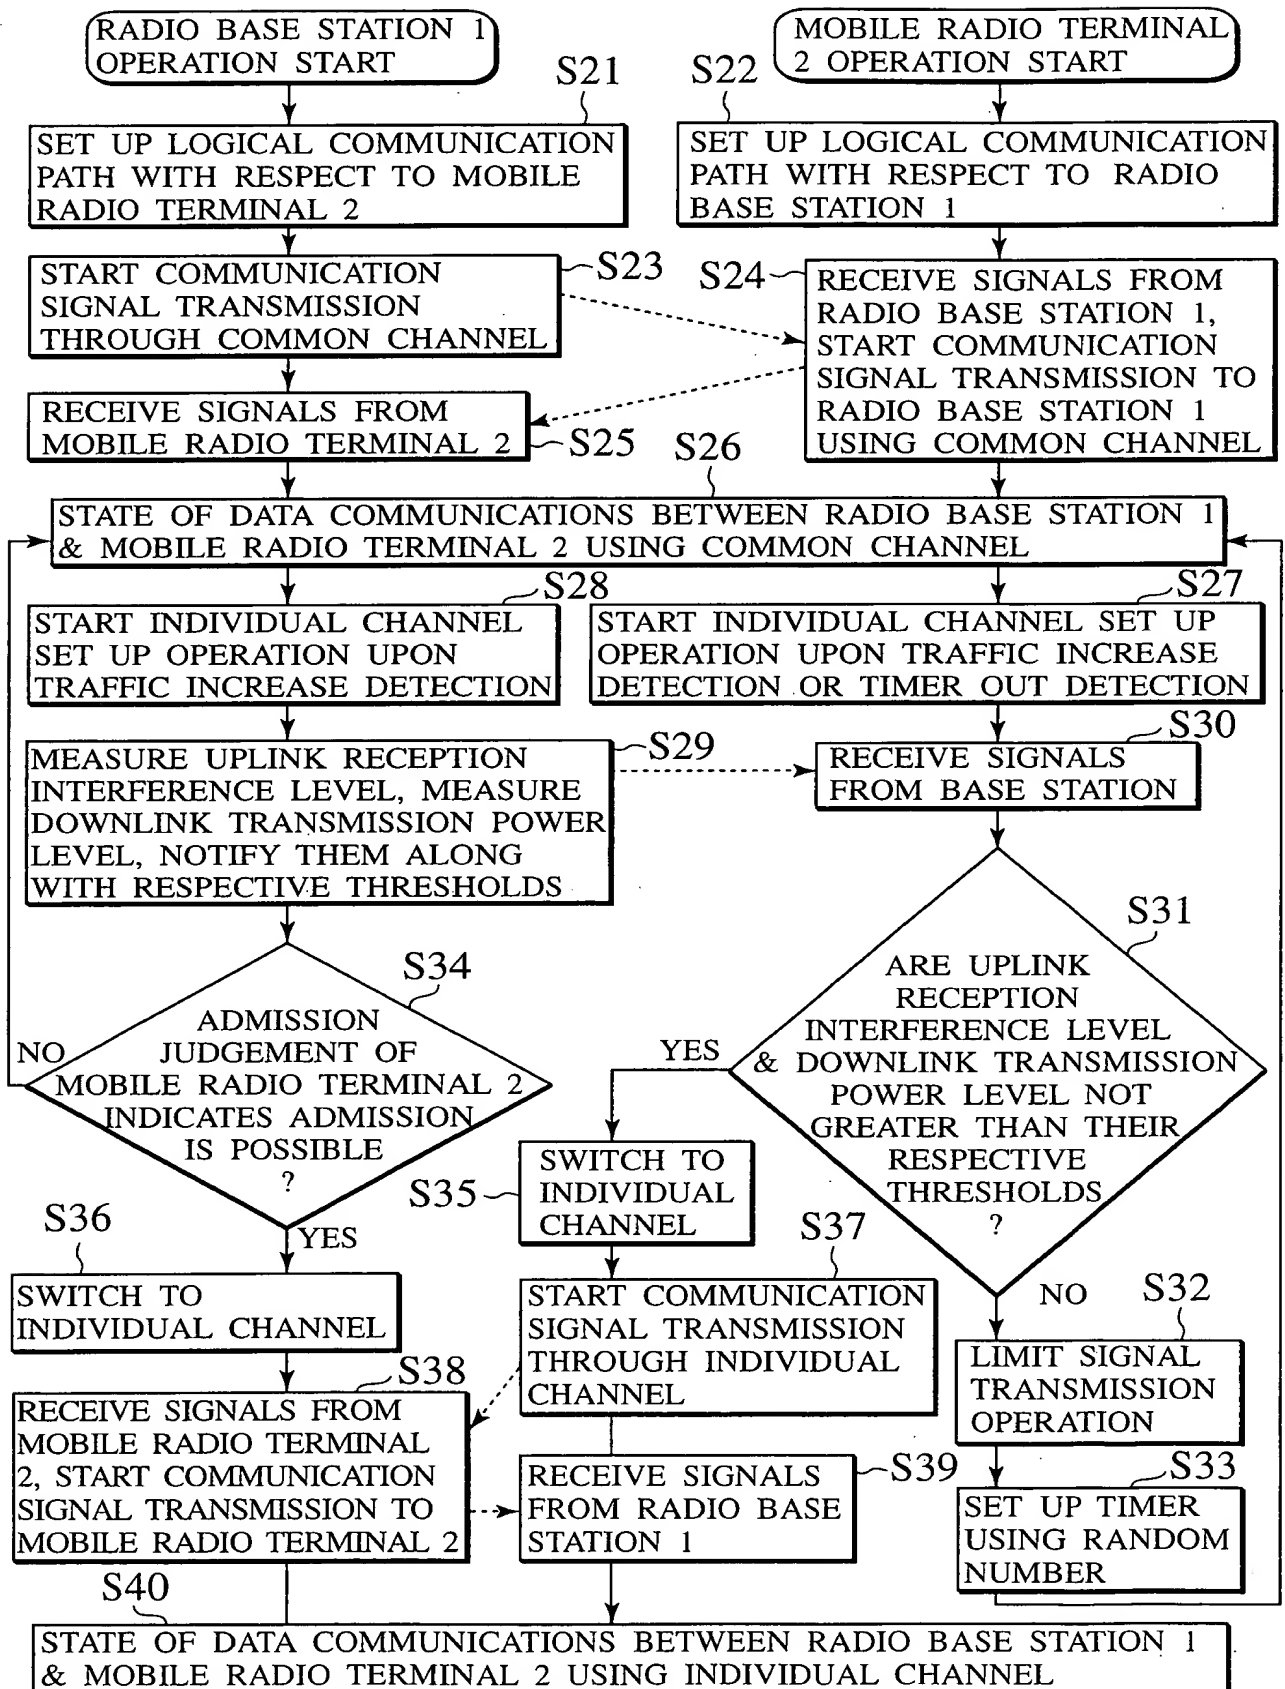 RADIO BASE STATION 1
OPERATION START
MOBILE RADIO TERMINAL
2 OPERATION START
S21
SET UP LOGICAL COMMUNICATION
PATH WITH RESPECT TO MOBILE
RADIO TERMINAL 2
S22
SET UP LOGICAL COMMUNICATION
PATH WITH RESPECT TO RADIO
BASE STATION 1
S23
START COMMUNICATION
SIGNAL TRANSMISSION
THROUGH COMMON CHANNEL
S24
RECEIVE SIGNALS FROM
RADIO BASE STATION 1,
START COMMUNICATION
SIGNAL TRANSMISSION TO
RADIO BASE STATION 1
USING COMMON CHANNEL
RECEIVE SIGNALS FROM
MOBILE RADIO TERMINAL 2
S25
S26
STATE OF DATA COMMUNICATIONS BETWEEN RADIO BASE STATION 1
& MOBILE RADIO TERMINAL 2 USING COMMON CHANNEL
S28
START INDIVIDUAL CHANNEL
SET UP OPERATION UPON
TRAFFIC INCREASE DETECTION
S27
START INDIVIDUAL CHANNEL SET UP
OPERATION UPON TRAFFIC INCREASE
DETECTION OR TIMER OUT DETECTION
S29
MEASURE UPLINK RECEPTION
INTERFERENCE LEVEL, MEASURE
DOWNLINK TRANSMISSION POWER
LEVEL, NOTIFY THEM ALONG
WITH RESPECTIVE THRESHOLDS
S30
RECEIVE SIGNALS
FROM BASE STATION
S31
ARE UPLINK
RECEPTION
INTERFERENCE LEVEL
& DOWNLINK TRANSMISSION
POWER LEVEL NOT
GREATER THAN THEIR
RESPECTIVE
THRESHOLDS
?
S34
ADMISSION
JUDGEMENT OF
MOBILE RADIO TERMINAL 2
INDICATES ADMISSION
IS POSSIBLE
?
NO
YES
YES
NO
S35
SWITCH TO
INDIVIDUAL
CHANNEL
S36
SWITCH TO
INDIVIDUAL CHANNEL
S37
START COMMUNICATION
SIGNAL TRANSMISSION
THROUGH INDIVIDUAL
CHANNEL
S32
LIMIT SIGNAL
TRANSMISSION
OPERATION
S38
RECEIVE SIGNALS FROM
MOBILE RADIO TERMINAL
2, START COMMUNICATION
SIGNAL TRANSMISSION TO
MOBILE RADIO TERMINAL 2
S39
RECEIVE SIGNALS
FROM RADIO BASE
STATION 1
S33
SET UP TIMER
USING RANDOM
NUMBER
S40
STATE OF DATA COMMUNICATIONS BETWEEN RADIO BASE STATION 1
& MOBILE RADIO TERMINAL 2 USING INDIVIDUAL CHANNEL